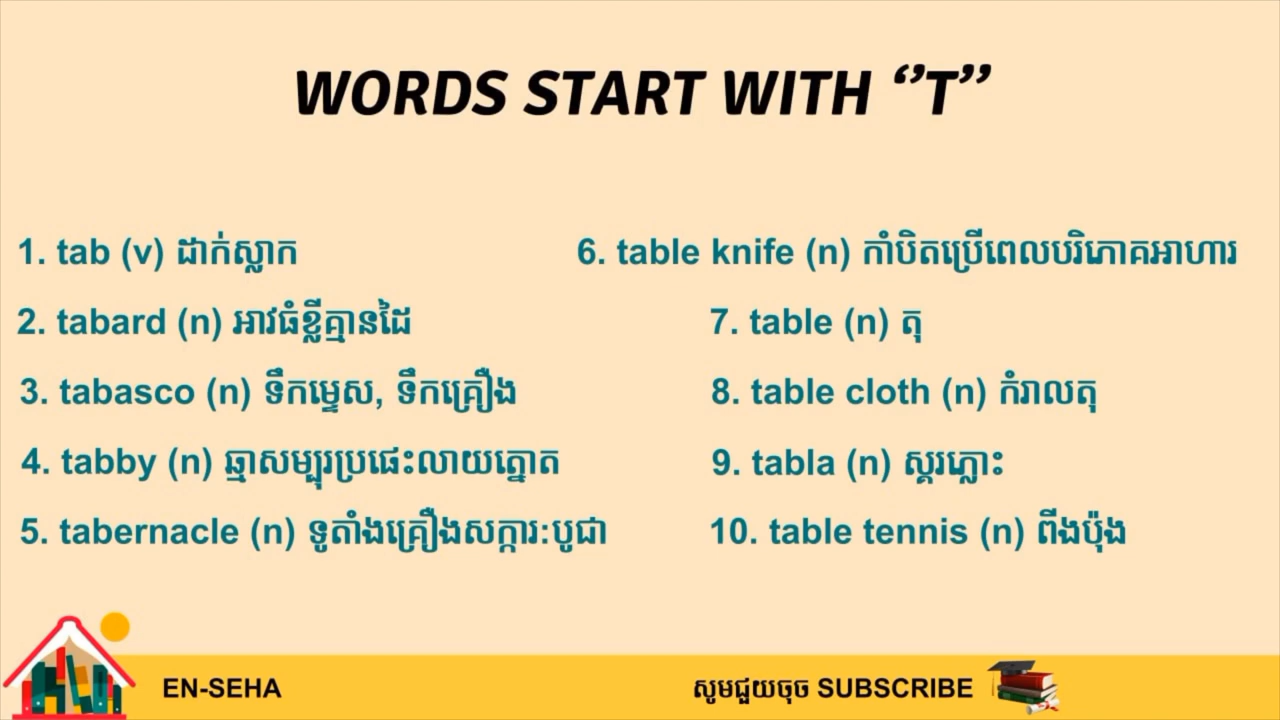 WORDS START WITH ‘’T’’
1. tab (v) ដាក់ស្លាក
2. tabard (n) អាវធំខ្លីគ្មានដៃ
3. tabasco (n) ទឹកម្ទេស, ទឹកគ្រឿង
4. tabby (n) ឆ្មាសម្បុរប្រផេះលាយត្នោត
5. tabernacle (n) ទូតាំងគ្រឿងសក្ការ:បូជា
6. table knife (n) កាំបិតប្រើពេលបរិភោគអាហារ
7. table (n) តុ
8. table cloth (n) កំរាលតុ
9. tabla (n) ស្គរភ្លោះ
10. table tennis (n) ពីងប៉ុង
EN-SEHA
សូមជួយចុច SUBSCRIBE